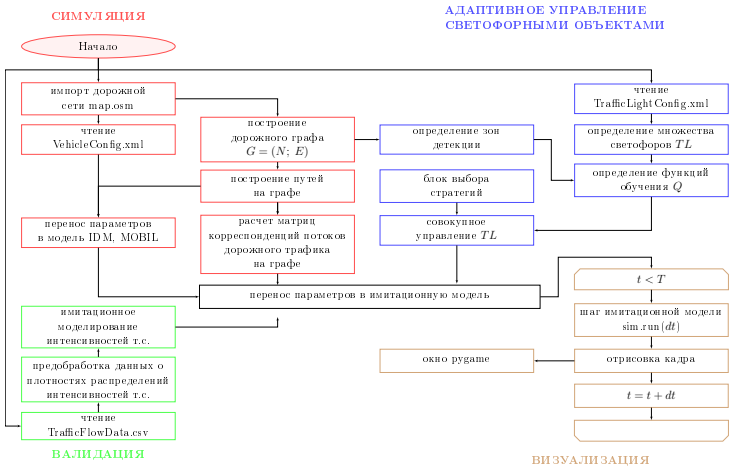 СИМУЛЯЦИЯ
Начало
импорт дорожной
сети map.osm
чтение
VehicleConfig.xml
построение
дорожного графа
G = (N; E)
построение путей
на графе
перенос параметров
в модель IDM, MOBIL
расчет матриц
корреспонденций потоков
дорожного трафика
на графе
АДАПТИВНОЕ УПРАВЛЕНИЕ
СВЕТОФОРНЫМИ ОБЪЕКТАМИ
чтение
TrafficLightConfig.xml
определение зон
детекции
определение множества
светофоров TL
определение функций
обучения Q
блок выбора
стратегий
совокупное
управление TL
перенос параметров в имитационную модель
имитационное
моделирование
интенсивностей т.с.
предобработка данных о
плотностях распределений
интенсивностей т.с.
чтение
TrafficFlowData.csv
ВАЛИДАЦИЯ
t < T
шаг имитационной модели
sim.run(dt)
окно pygame
отрисовка кадра
t = t + dt
ВИЗУАЛИЗАЦИЯ